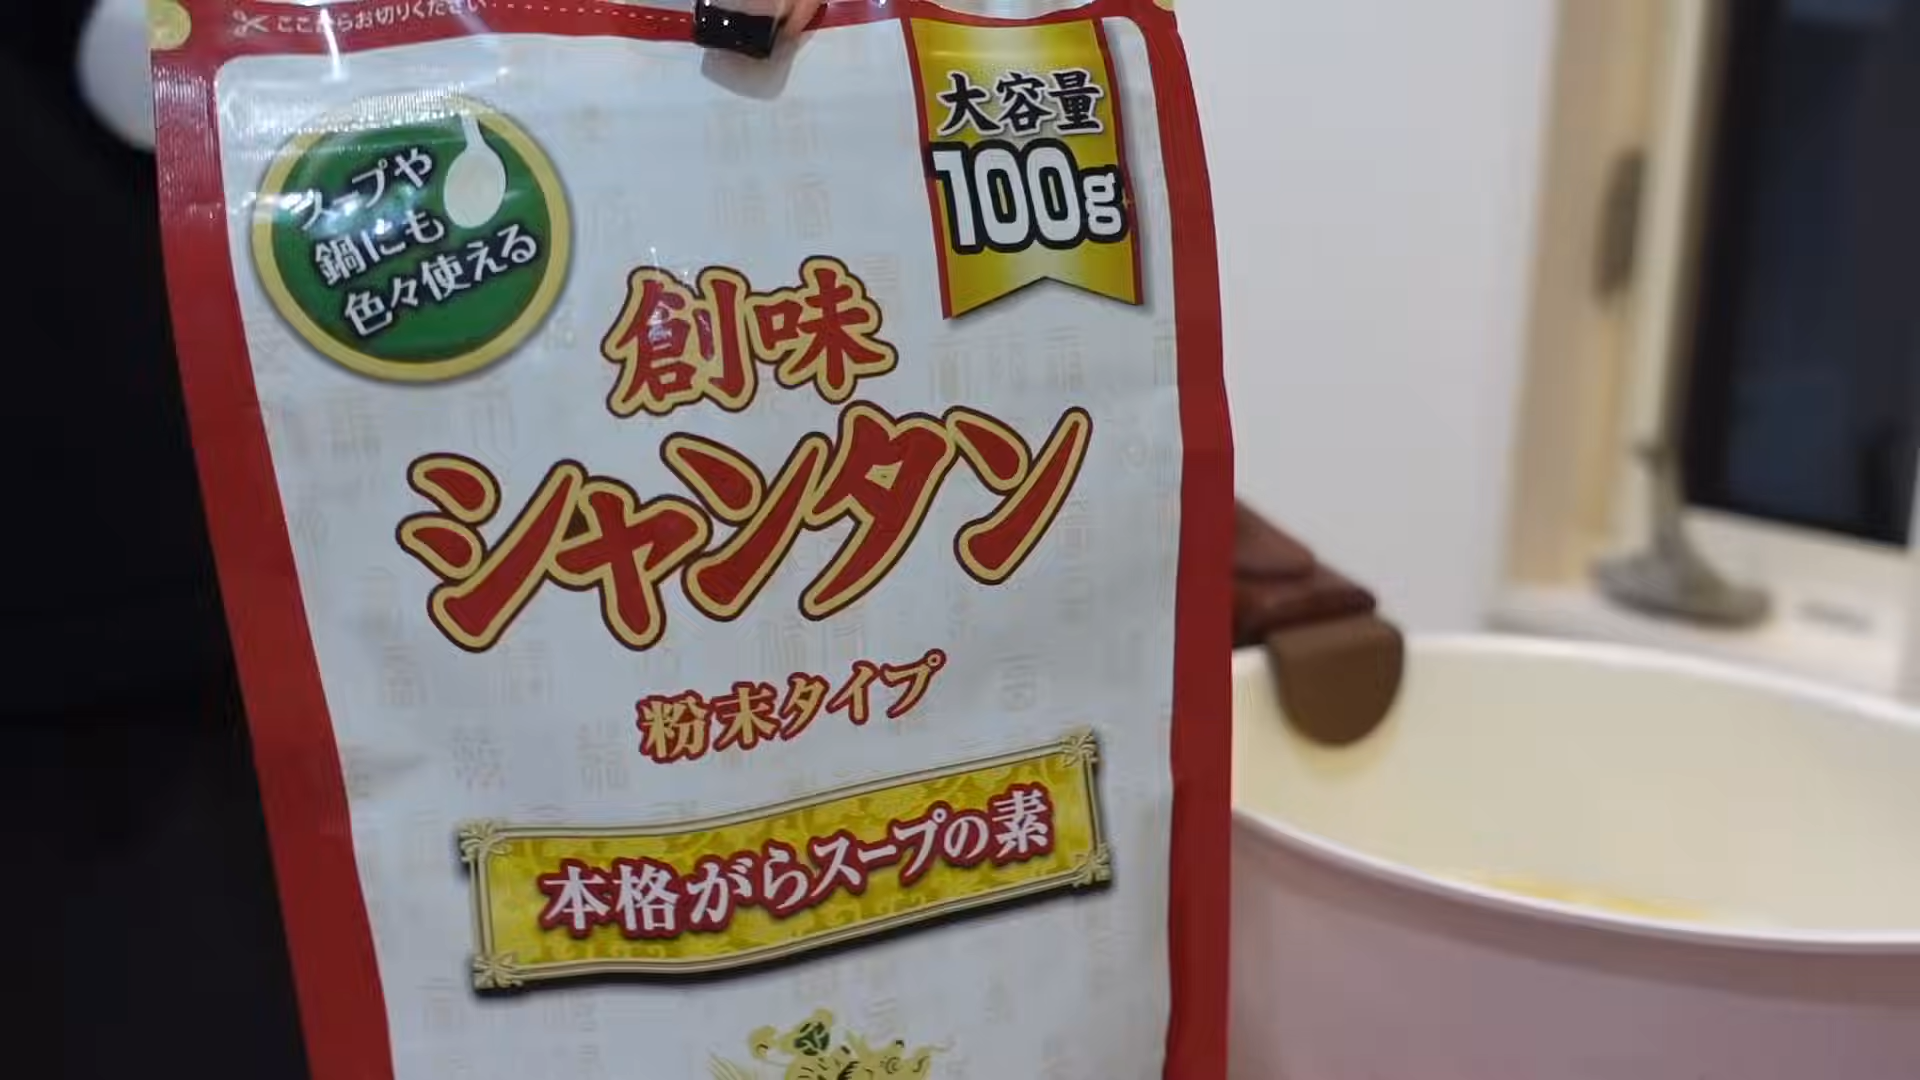 ここからお切りください
スープや
鍋にも
色々使える
大容量
100g
創味
シャンタン
粉末タイプ
本格がらスープの素